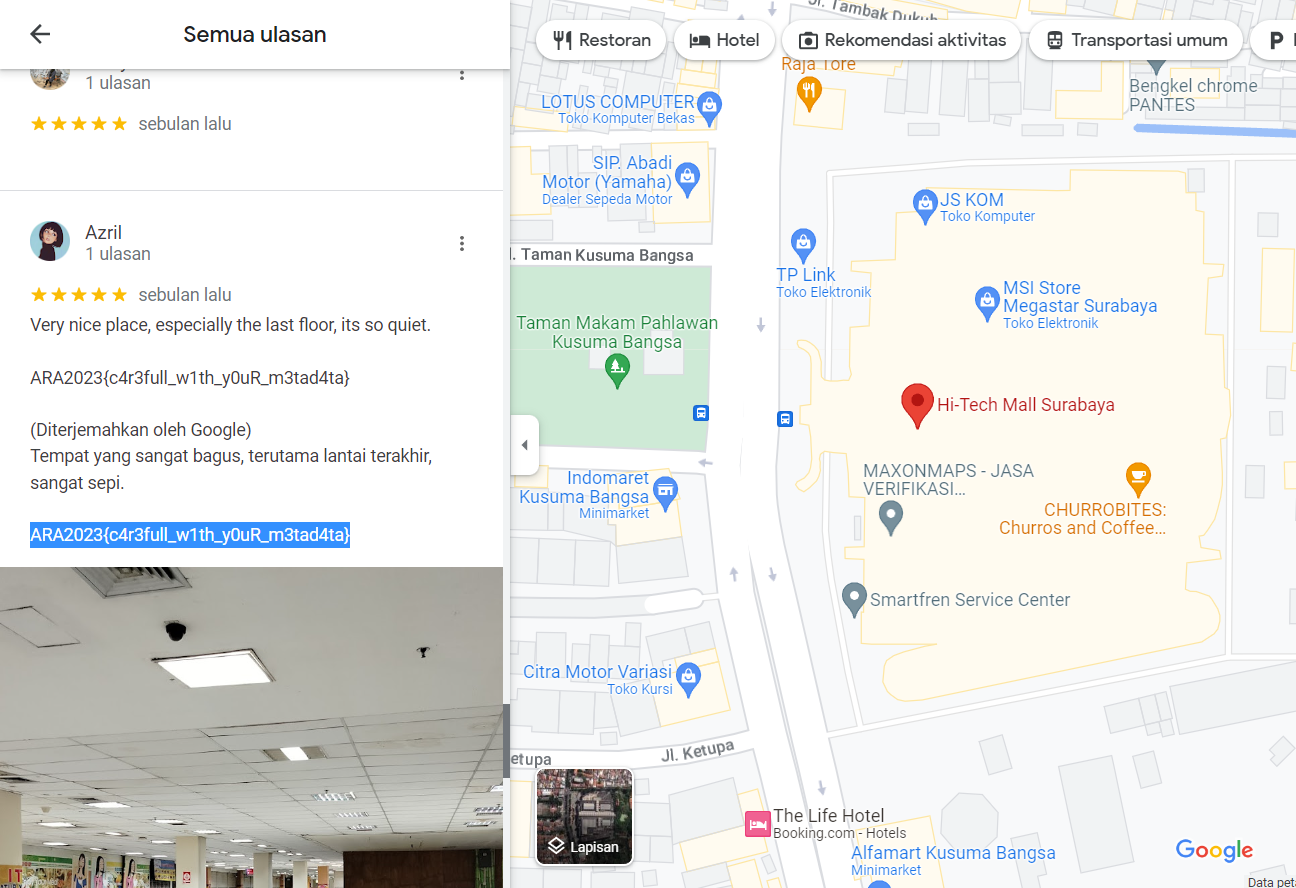 Semua ulasan
1 ulasan
sebulan lalu
Azril
1 ulasan
sebulan lalu
Very nice place, especially the last floor, its so quiet.
ARA2023{c4r3full_w1th_y0uR_m3tad4ta}
(Diterjemahkan oleh Google)
Tempat yang sangat bagus, terutama lantai terakhir,
sangat sepi.
ARA2023{c4r3full_w1th_y0uR_m3tad4ta}
Restoran
Hotel
Rekomendasi aktivitas
Transportasi umum
P
Jl. Tambak Dukuh
Raja Tore
Bengkel chrome
PANTES
LOTUS COMPUTER
Toko Komputer Bekas
SIP. Abadi
Motor (Yamaha)
Dealer Sepeda Motor
JS KOM
Toko Komputer
l. Taman Kusuma Bangsa
TP Link
Toko Elektronik
MSI Store
Megastar Surabaya
Toko Elektronik
Taman Makam Pahlawan
Kusuma Bangsa
Hi-Tech Mall Surabaya
Indomaret
Kusuma Bangsa
Minimarket
MAXONMAPS - JASA
VERIFIKASI...
CHURROBITES:
Churros and Coffee...
Smartfren Service Center
Citra Motor Variasi
Toko Kursi
etupa
Jl. Ketupa
The Life Hotel
Booking.com - Hotels
Alfamart Kusuma Bangsa
Minimarket
Lapisan
Google
Data pet
IT